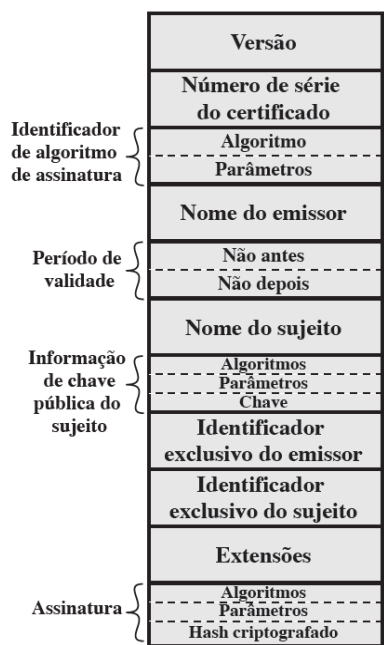 Versão
Número de série
do certificado
Identificador
de algoritmo
de assinatura
Algoritmo
Parâmetros
Nome do emissor
Período de
validade
Não antes
Não depois
Nome do sujeito
Informação
de chave
pública do
sujeito
Algoritmos
Parâmetros
Chave
Identificador
exclusivo do emissor
Identificador
exclusivo do sujeito
Extensões
Assinatura
Algoritmos
Parâmetros
Hash criptografado